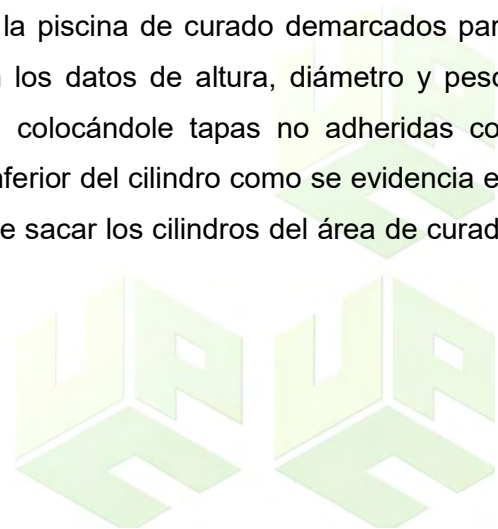 la piscina de curado demarcados par
los datos de altura, diámetro y peso
colocándole tapas no adheridas co
nferior del cilindro como se evidencia e
e sacar los cilindros del área de curad